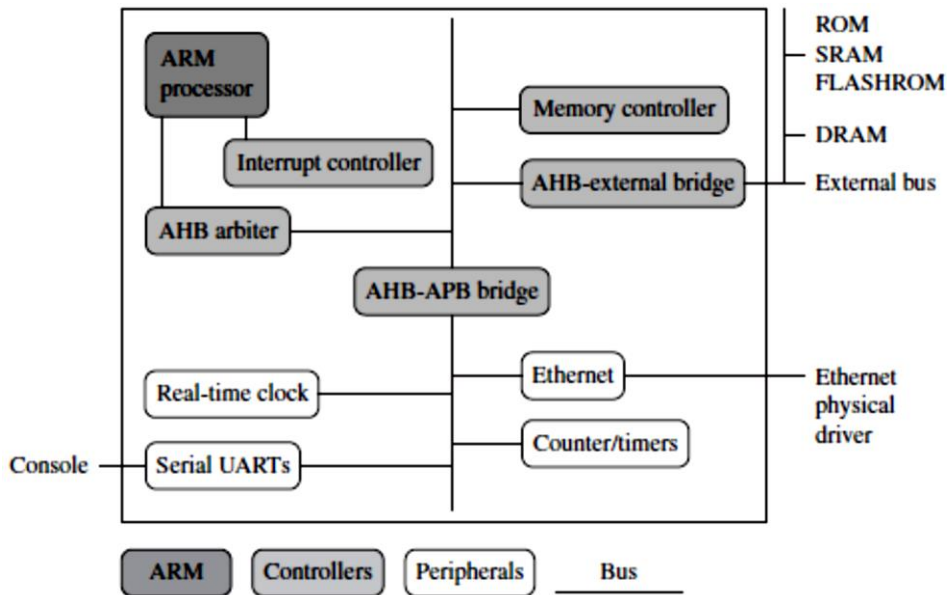 ARM
processor
Interrupt controller
AHB arbiter
Memory controller
AHB-external bridge
AHB-APB bridge
ROM
SRAM
FLASHROM
DRAM
External bus
Real-time clock
Console
Serial UARTs
Ethernet
Counter/timers
Ethernet
physical
driver
ARM
Controllers
Peripherals
Bus